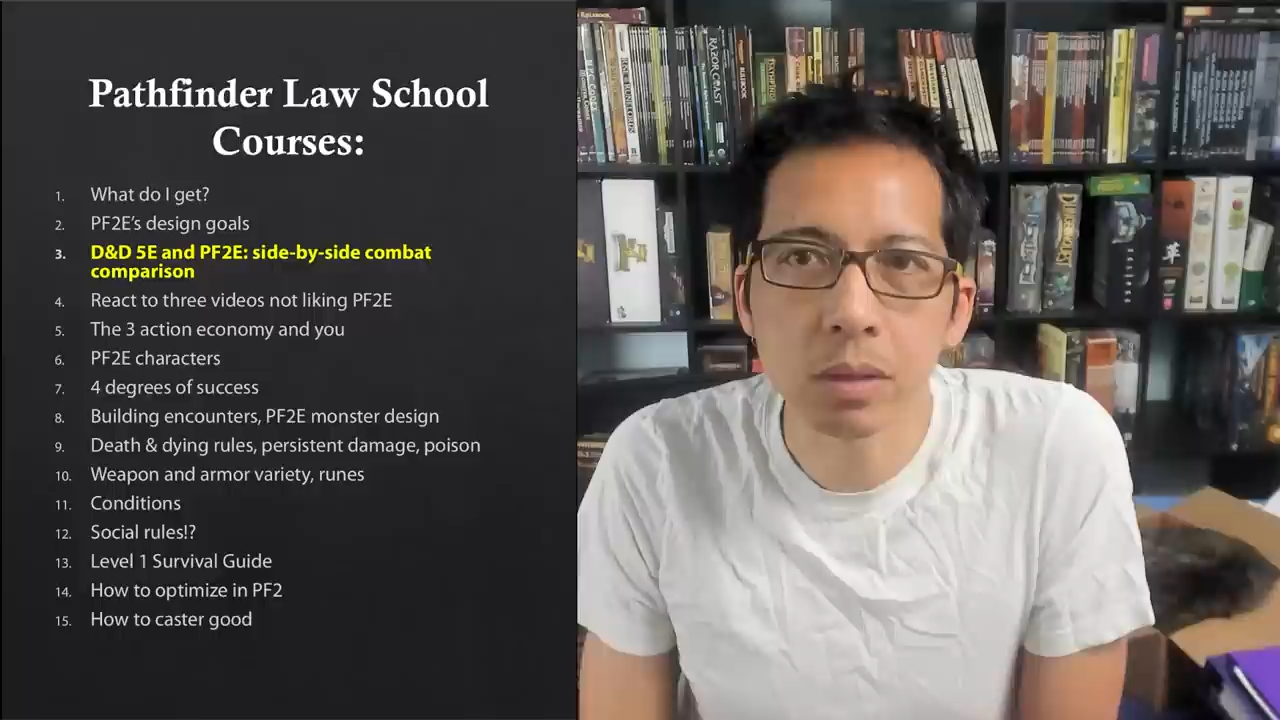 Pathfinder Law School
Courses:
1. What do I get?
2. PF2E's design goals
3. D&D 5E and PF2E: side-by-side combat
comparison
4. React to three videos not liking PF2E
5. The 3 action economy and you
6. PF2E characters
7. 4 degrees of success
8. Building encounters, PF2E monster design
9. Death & dying rules, persistent damage, poison
10. Weapon and armor variety, runes
11. Conditions
12. Social rules!?
13. Level 1 Survival Guide
14. How to optimize in PF2
15. How to caster good
RAZOR COAST